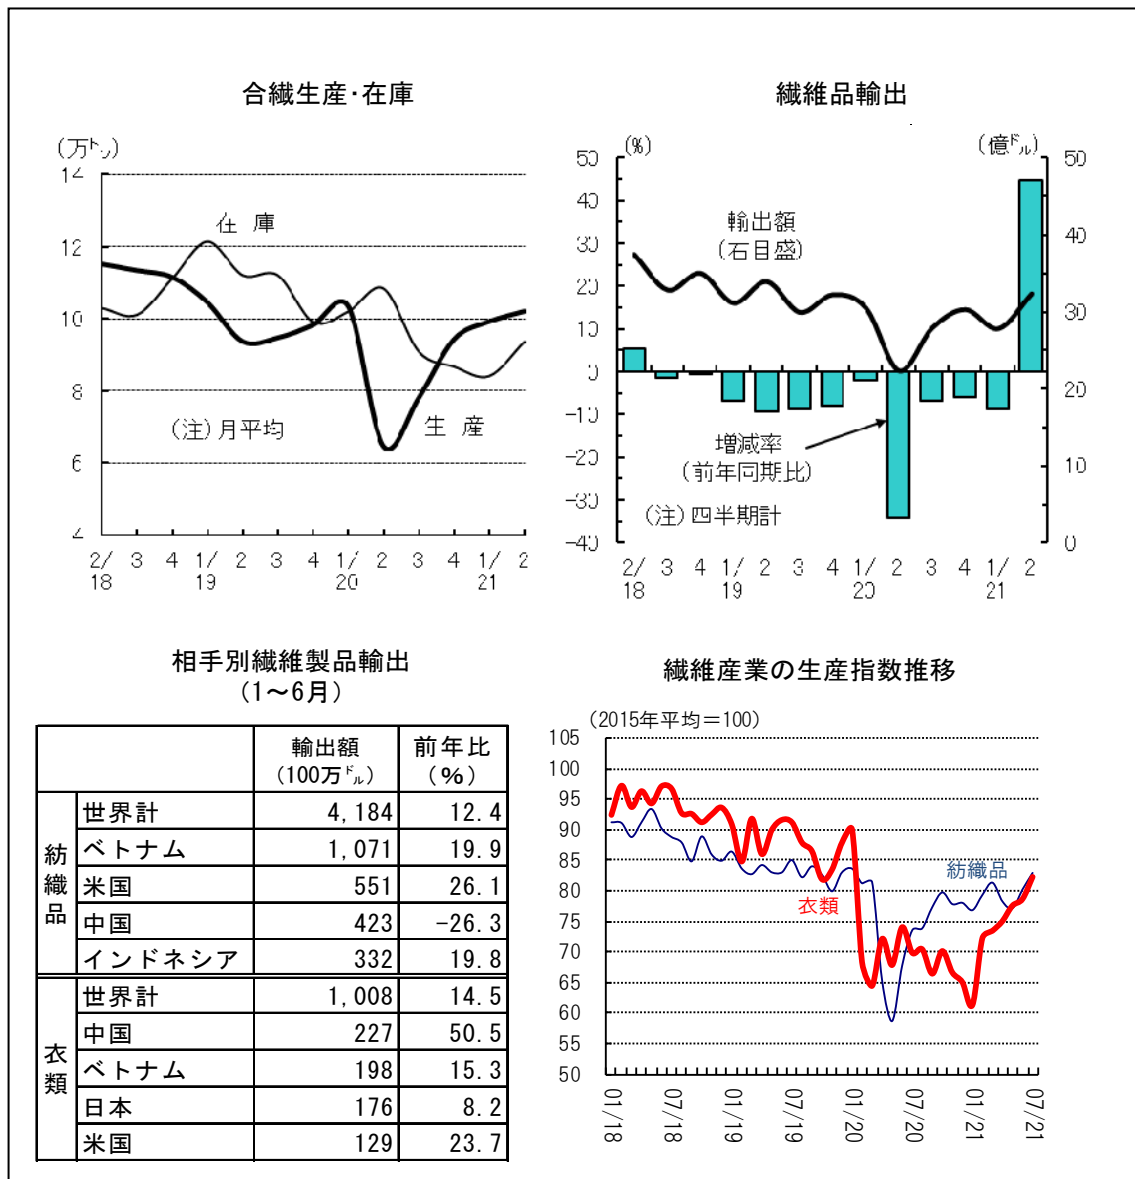 合繊生産･在庫
(万㌧)
14
12
10
8
6
4
在 庫
生 産
(注) 月平均
2/18 3 4 1/19 2 3 4 1/20 2 3 4 1/21 2
繊維品輸出
(%)
(億㌦)
50
40
30
20
10
0
-10
-20
-30
-40
50
40
30
20
10
0
輸出額
(石目盛)
増減率
(前年同期比)
(注) 四半期計
2/18 3 4 1/19 2 3 4 1/20 2 3 4 1/21 2
相手別繊維製品輸出
(1～6月)
輸出額 (100万㌦) 前年比 (%)
紡織品
世界計 4,184 12.4
ベトナム 1,071 19.9
米国 551 26.1
中国 423 -26.3
インドネシア 332 19.8
衣類
世界計 1,008 14.5
中国 227 50.5
ベトナム 198 15.3
日本 176 8.2
米国 129 23.7
繊維産業の生産指数推移
(2015年平均＝100)
105
100
95
90
85
80
75
70
65
60
55
50
紡織品
衣類
01/18 07/18 01/19 07/19 01/20 07/20 01/21 07/21